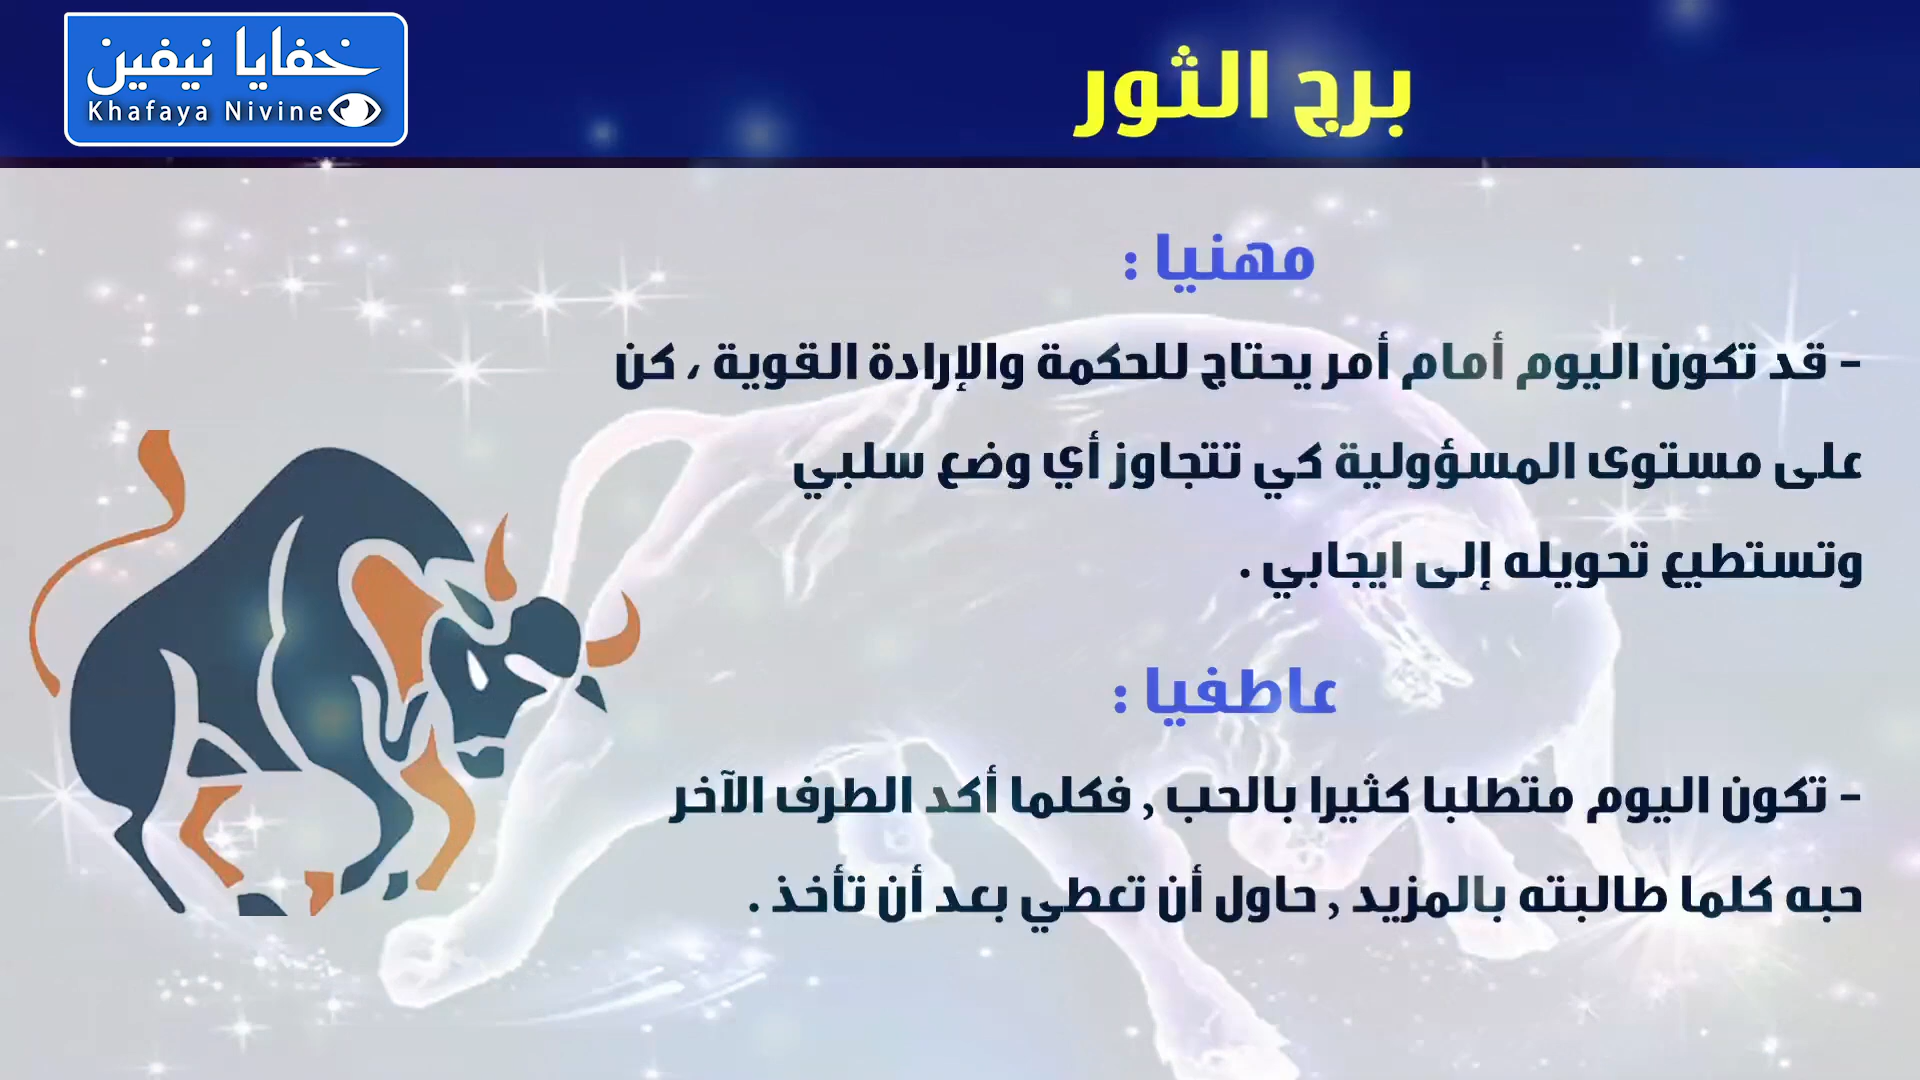 خفايا نيفين
Khafaya Nivine
برج الثور
مهنيا :
- قد تكون اليوم أمام أمر يحتاج للحكمة والإرادة القوية ، كن
على مستوى المسؤولية كي تتجاوز أي وضع سلبي
وتستطيع تحويله إلى ايجابي .
عاطفيا :
- تكون اليوم متطلبا كثيرا بالحب , فكلما أكد الطرف الآخر
حبه كلما طالبته بالمزيد , حاول أن تعطي بعد أن تأخذ .